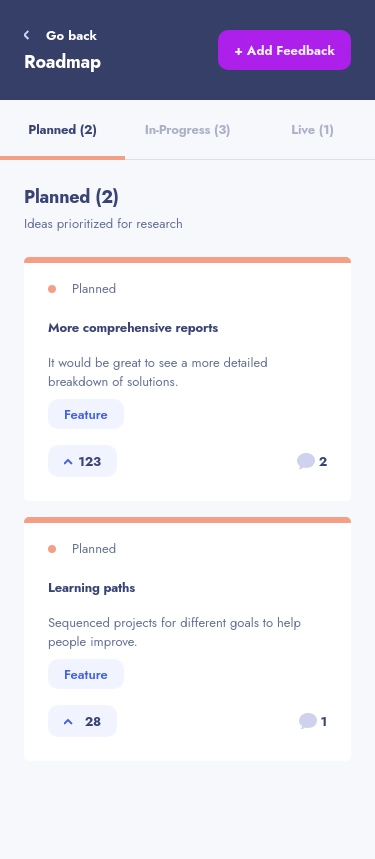 Go back
Roadmap
+ Add Feedback
Planned (2)
In-Progress (3)
Live (1)
Planned (2)
Ideas prioritized for research
Planned
More comprehensive reports
It would be great to see a more detailed
breakdown of solutions.
Feature
123
2
Planned
Learning paths
Sequenced projects for different goals to help
people improve.
Feature
28
1